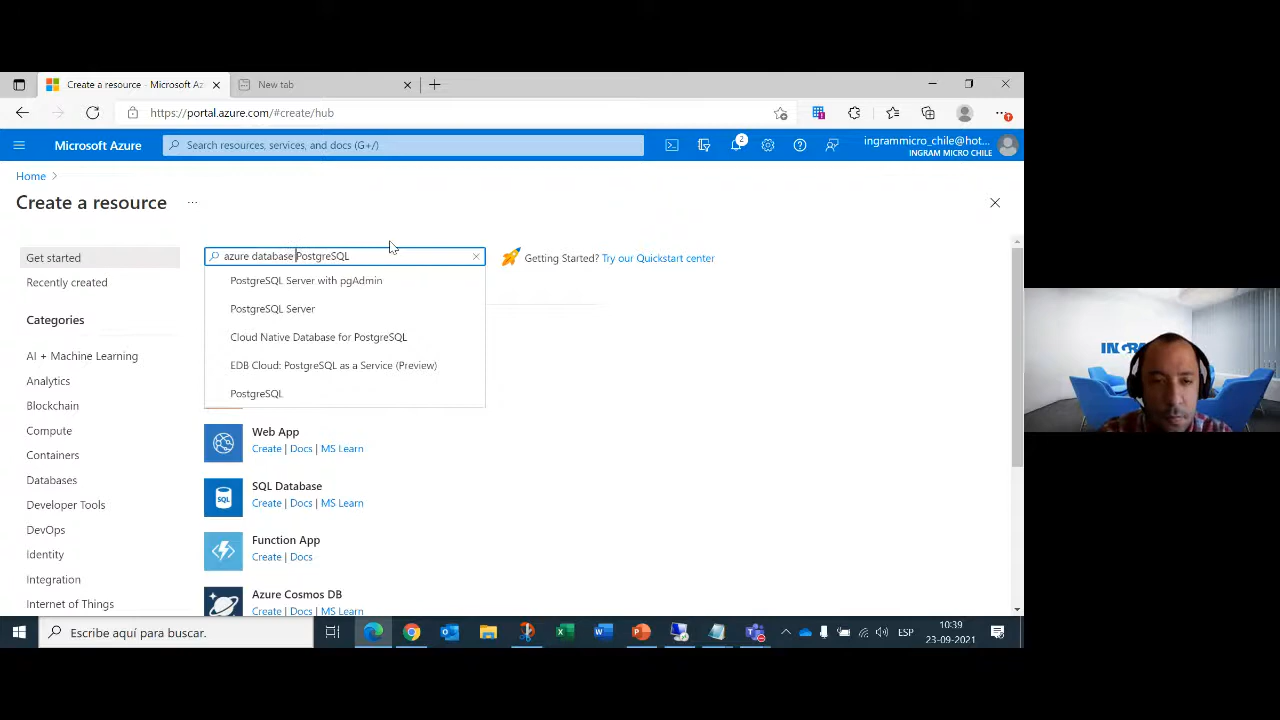 Create a resource - Microsoft Az
New tab
https://portal.azure.com/#create/hub
Microsoft Azure
Search resources, services, and docs (G+/)
2
ingrammicro_chile@hot...
INGRAM MICRO CHILE
Home
Create a resource
...
Get started
Recently created
Categories
AI + Machine Learning
Analytics
Blockchain
Compute
Containers
Databases
Developer Tools
DevOps
Identity
Integration
Internet of Things
azure database PostgreSQL
PostgreSQL Server with pgAdmin
PostgreSQL Server
Cloud Native Database for PostgreSQL
EDB Cloud: PostgreSQL as a Service (Preview)
PostgreSQL
Getting Started? Try our Quickstart center
Web App
Create | Docs | MS Learn
SQL
SQL Database
Create | Docs | MS Learn
Function App
Create | Docs
Azure Cosmos DB
Create | Docs | MS Learn
Escribe aquí para buscar.
ESP
10:39
23-09-2021